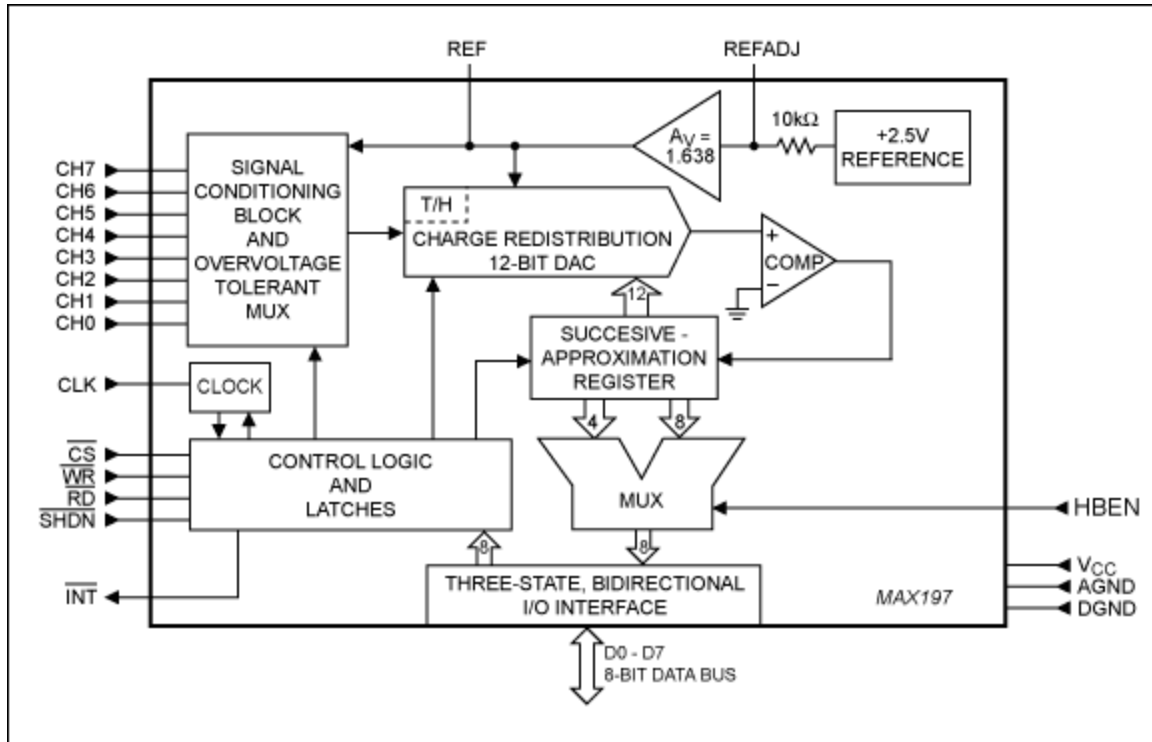 REF
REFADJ
10kΩ
+2.5V
REFERENCE
AV =
1.638
CH7
CH6
CH5
CH4
CH3
CH2
CH1
CH0
SIGNAL
CONDITIONING
BLOCK
AND
OVERVOLTAGE
TOLERANT
MUX
T/H
CHARGE REDISTRIBUTION
12-BIT DAC
+
COMP
−
12
SUCCESIVE -
APPROXIMATION
REGISTER
CLK
CLOCK
4
8
CS
WR
RD
SHDN
CONTROL LOGIC
AND
LATCHES
MUX
HBEN
8
8
INT
THREE-STATE, BIDIRECTIONAL
I/O INTERFACE
VCC
AGND
DGND
MAX197
D0 - D7
8-BIT DATA BUS